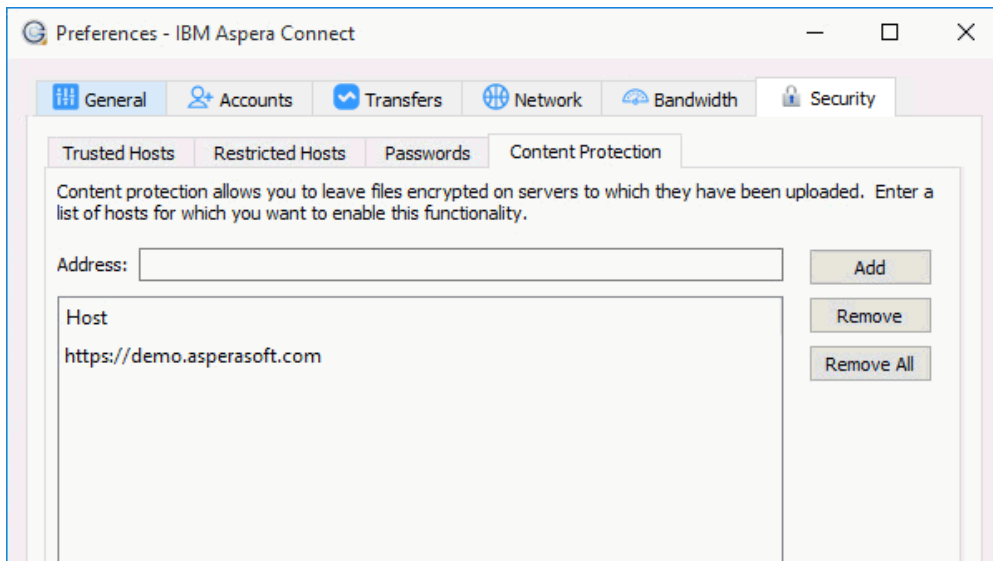 Preferences - IBM Aspera Connect
General Accounts Transfers Network Bandwidth Security
Trusted Hosts Restricted Hosts Passwords Content Protection
Content protection allows you to leave files encrypted on servers to which they have been uploaded. Enter a
list of hosts for which you want to enable this functionality.
Address: Add
Host Remove
https://demo.asperasoft.com Remove All